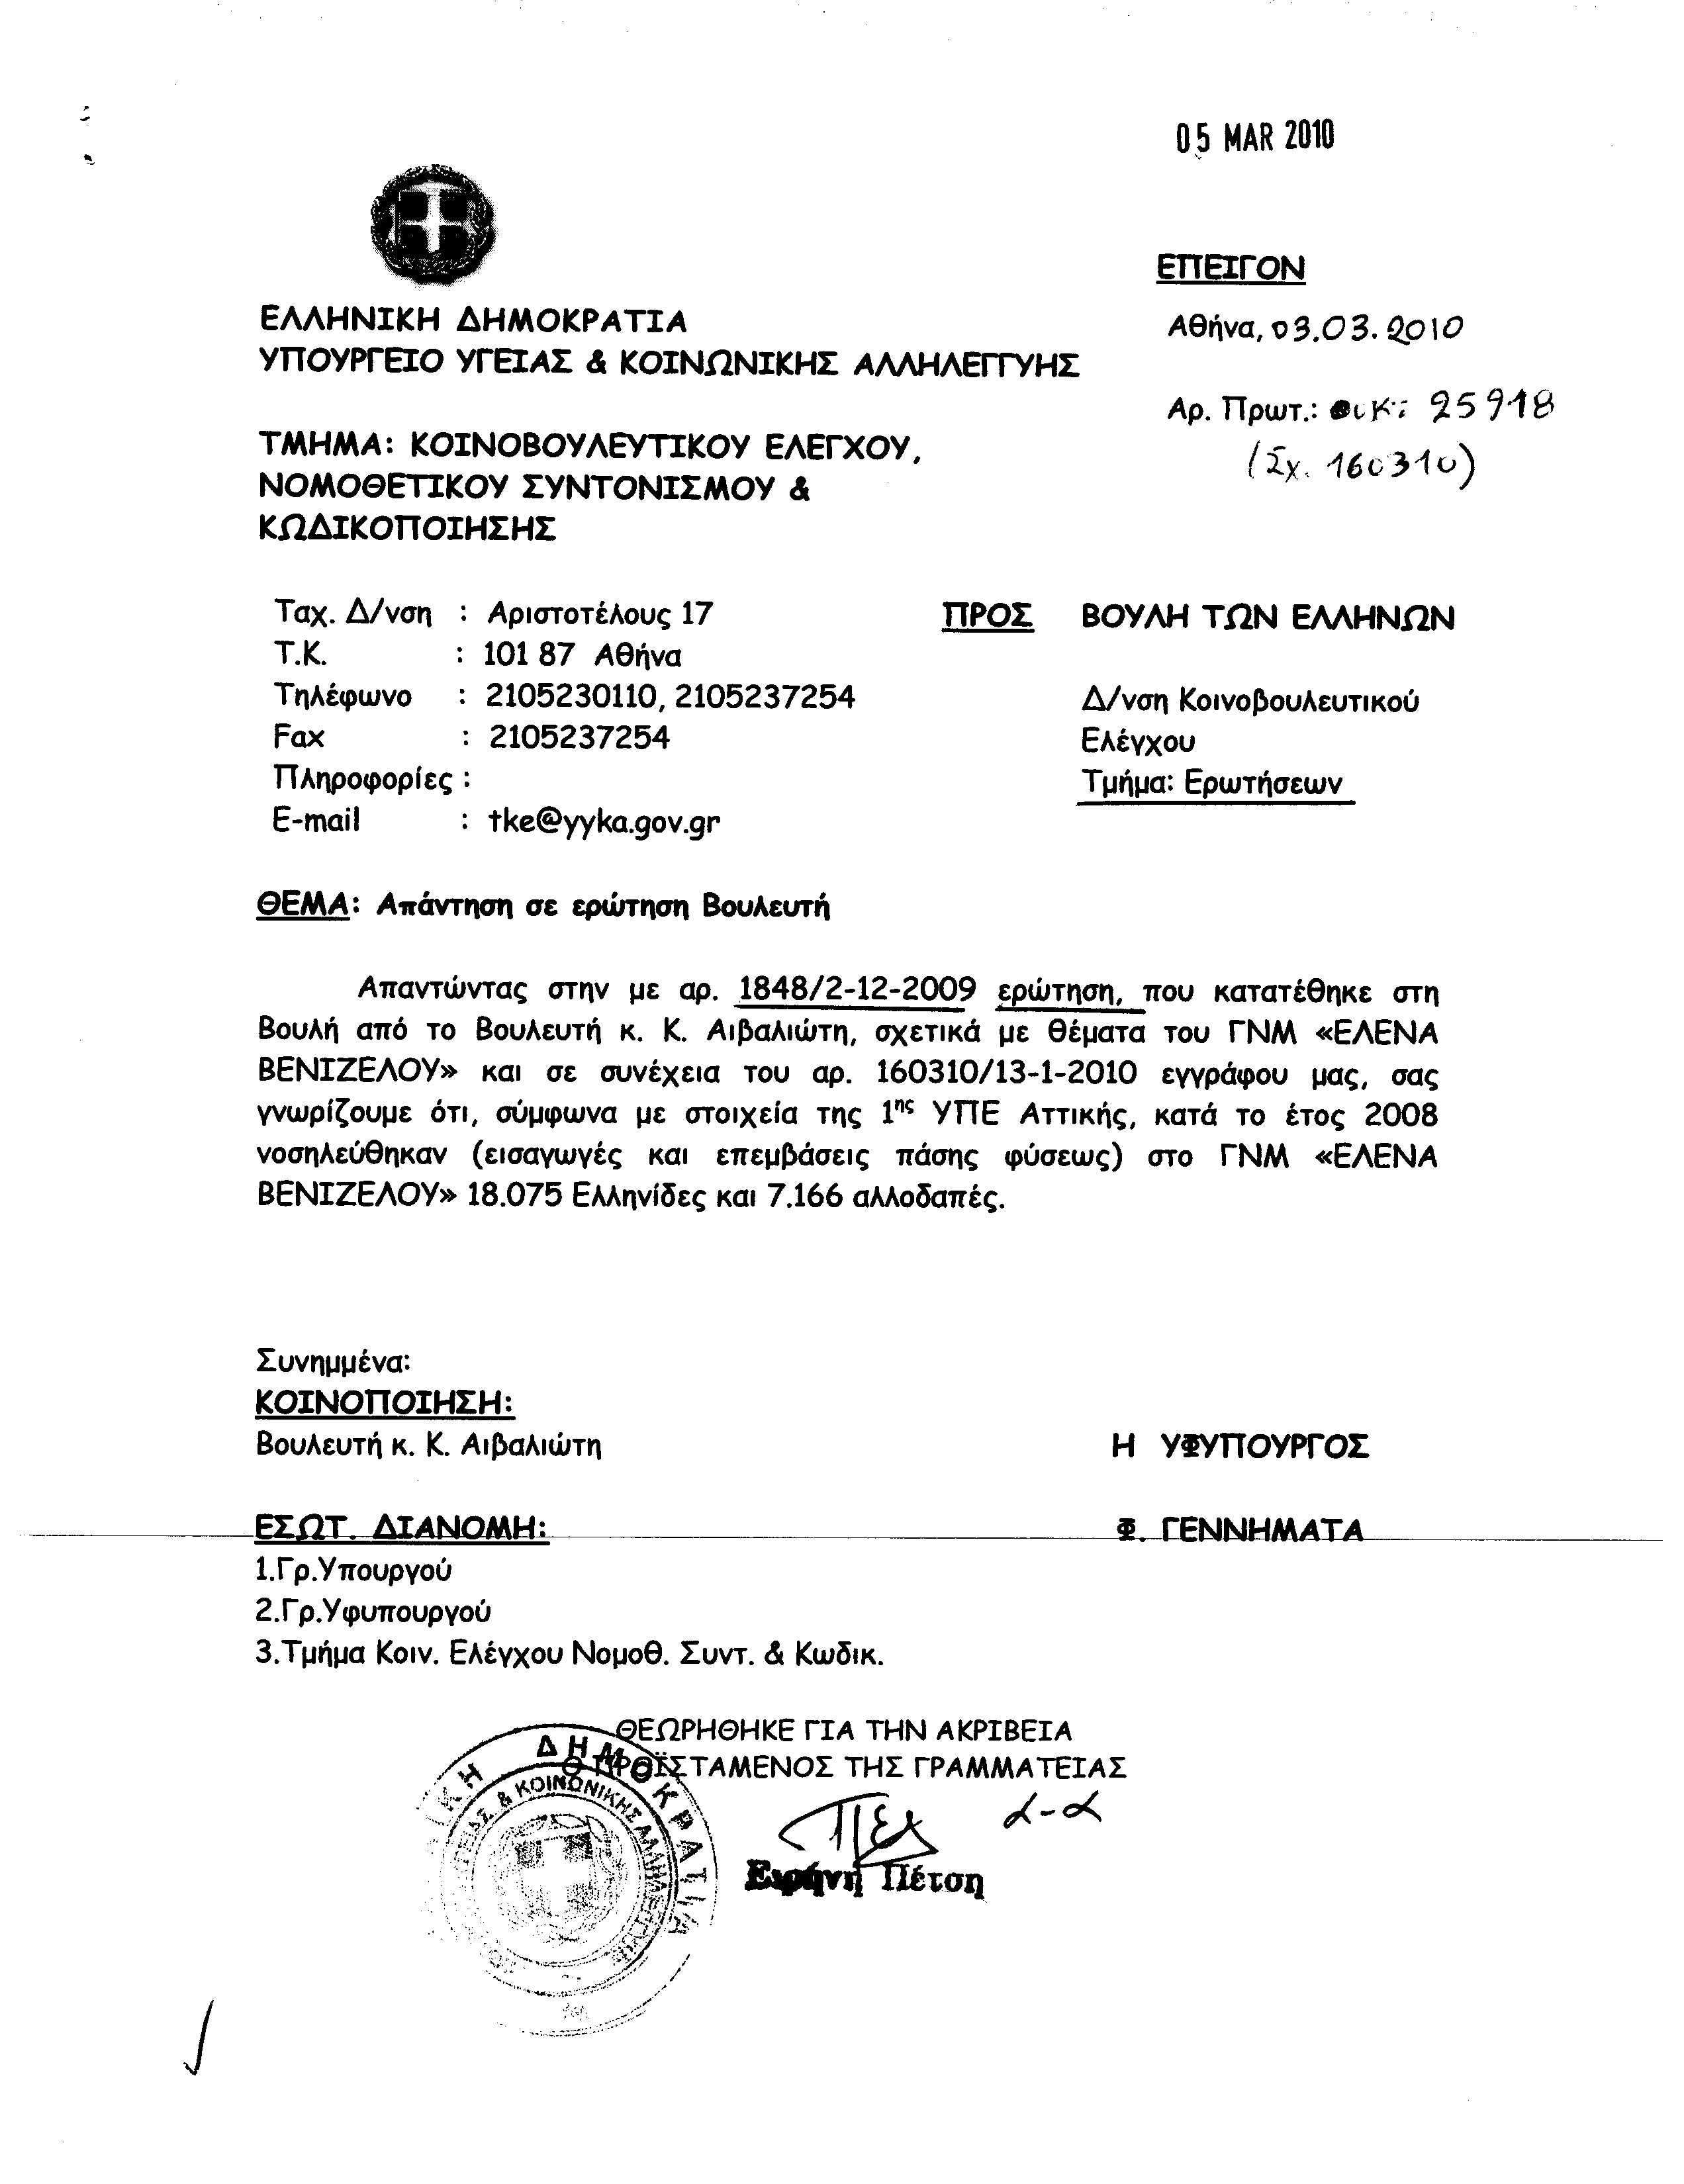 05 MAR 2010
ΕΠΕΙΓΟΝ
ΕΛΛΗΝΙΚΗ ΔΗΜΟΚΡΑΤΙΑ
ΥΠΟΥΡΓΕΙΟ ΥΓΕΙΑΣ & ΚΟΙΝΩΝΙΚΗΣ ΑΛΛΗΛΕΓΓΥΗΣ
Αθήνα, 03.03.2010
Αρ. Πρωτ.: οικ: 25918
(Σχ. 160310)
ΤΜΗΜΑ: ΚΟΙΝΟΒΟΥΛΕΥΤΙΚΟΥ ΕΛΕΓΧΟΥ,
ΝΟΜΟΘΕΤΙΚΟΥ ΣΥΝΤΟΝΙΣΜΟΥ &
ΚΩΔΙΚΟΠΟΙΗΣΗΣ
Ταχ. Δ/νση : Αριστοτέλους 17
Τ.Κ. : 101 87 Αθήνα
Τηλέφωνο : 2105230110, 2105237254
Fax : 2105237254
Πληροφορίες :
E-mail : tke@yyka.gov.gr
ΠΡΟΣ ΒΟΥΛΗ ΤΩΝ ΕΛΛΗΝΩΝ
Δ/νση Κοινοβουλευτικού
Ελέγχου
Τμήμα: Ερωτήσεων
ΘΕΜΑ: Απάντηση σε ερώτηση Βουλευτή
Απαντώντας στην με αρ. 1848/2-12-2009 ερώτηση, που κατατέθηκε στη
Βουλή από το Βουλευτή κ. Κ. Αιβαλιώτη, σχετικά με θέματα του ΓΝΜ «ΕΛΕΝΑ
ΒΕΝΙΖΕΛΟΥ» και σε συνέχεια του αρ. 160310/13-1-2010 εγγράφου μας, σας
γνωρίζουμε ότι, σύμφωνα με στοιχεία της 1ης ΥΠΕ Αττικής, κατά το έτος 2008
νοσηλεύθηκαν (εισαγωγές και επεμβάσεις πάσης φύσεως) στο ΓΝΜ «ΕΛΕΝΑ
ΒΕΝΙΖΕΛΟΥ» 18.075 Ελληνίδες και 7.166 αλλοδαπές.
Συνημμένα:
ΚΟΙΝΟΠΟΙΗΣΗ:
Βουλευτή κ. Κ. Αιβαλιώτη
Η ΥΦΥΠΟΥΡΓΟΣ
ΕΣΩΤ. ΔΙΑΝΟΜΗ:
Φ. ΓΕΝΝΗΜΑΤΑ
1.Γρ.Υπουργού
2.Γρ.Υφυπουργού
3.Τμήμα Κοιν. Ελέγχου Νομοθ. Συντ. & Κωδικ.
ΘΕΩΡΗΘΗΚΕ ΓΙΑ ΤΗΝ ΑΚΡΙΒΕΙΑ
Ο ΠΡΟΪΣΤΑΜΕΝΟΣ ΤΗΣ ΓΡΑΜΜΑΤΕΙΑΣ
α-α
Ειρήνη Πέτση
ΔΗΜΟΚΡΑΤΙΑ
& ΚΟΙΝΩΝΙΚΗΣ ΑΛΛΗΛΕΓΓΥΗΣ